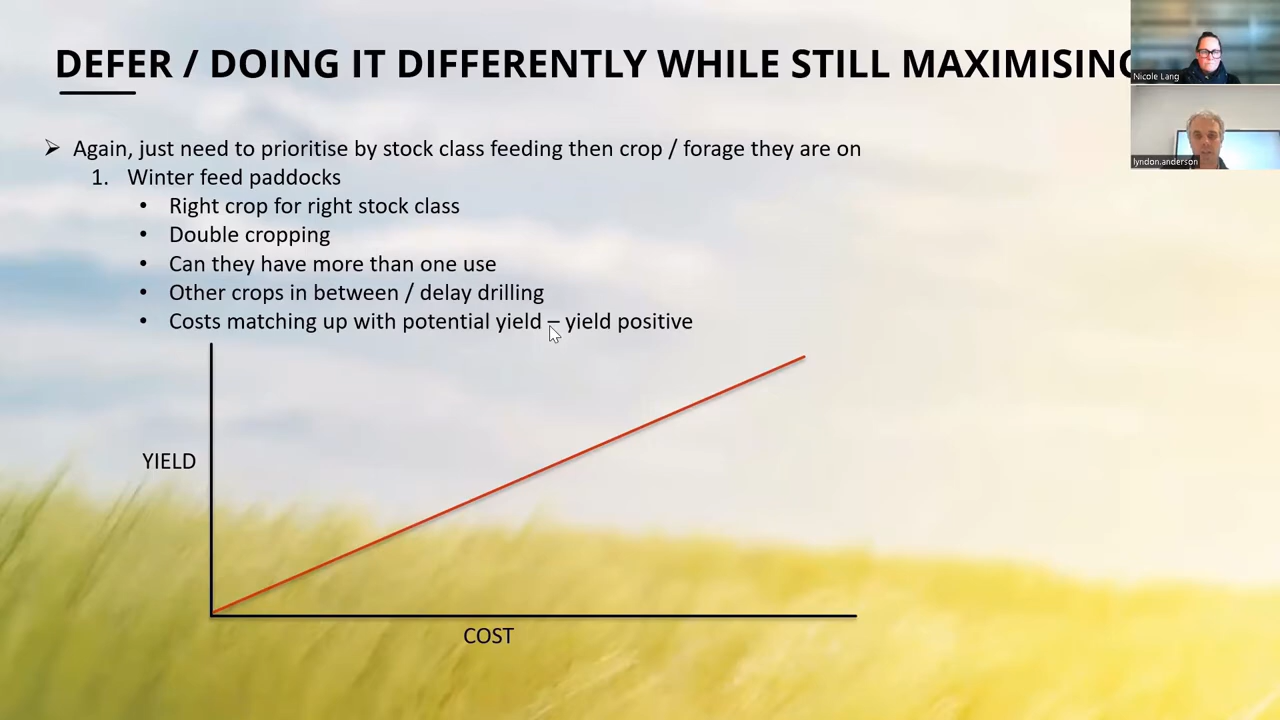 DEFER / DOING IT DIFFERENTLY WHILE STILL MAXIMISING
Nicole Lang
lyndon.anderson
➢ Again, just need to prioritise by stock class feeding then crop / forage they are on
1. Winter feed paddocks
• Right crop for right stock class
• Double cropping
• Can they have more than one use
• Other crops in between / delay drilling
• Costs matching up with potential yield – yield positive
YIELD
COST